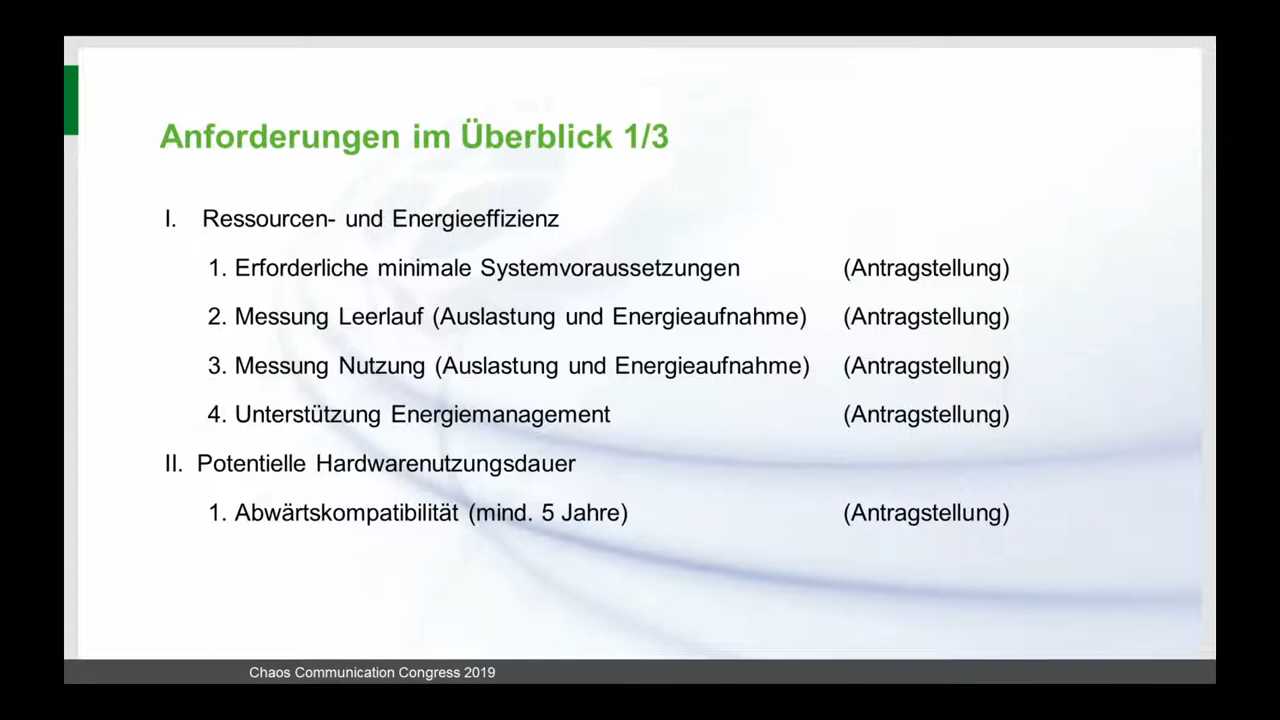 Anforderungen im Überblick 1/3
I. Ressourcen- und Energieeffizienz
1. Erforderliche minimale Systemvoraussetzungen (Antragstellung)
2. Messung Leerlauf (Auslastung und Energieaufnahme) (Antragstellung)
3. Messung Nutzung (Auslastung und Energieaufnahme) (Antragstellung)
4. Unterstützung Energiemanagement (Antragstellung)
II. Potentielle Hardwarenutzungsdauer
1. Abwärtskompatibilität (mind. 5 Jahre) (Antragstellung)
Chaos Communication Congress 2019